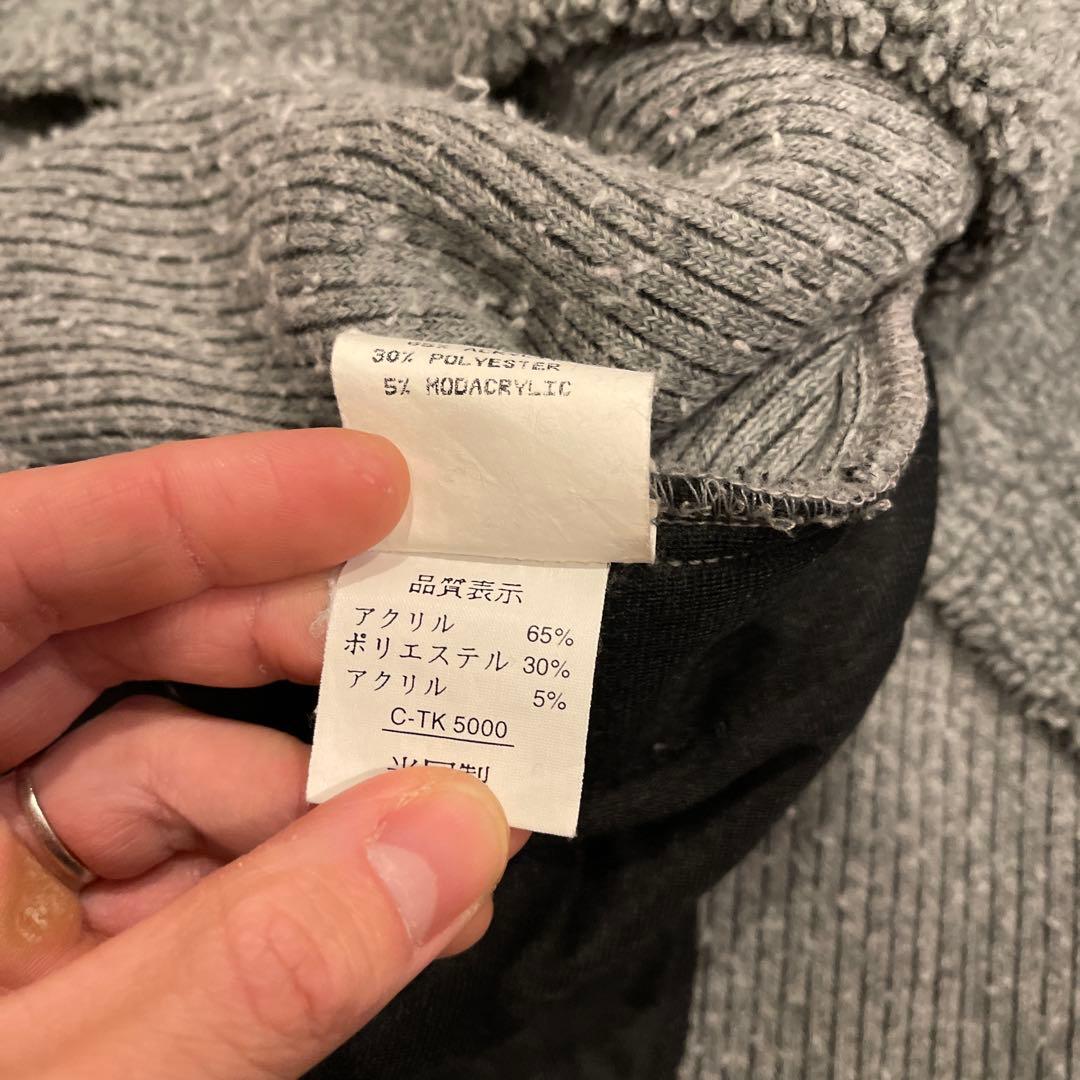 30% POLYESTER
5% MODACRYLIC
品質表示
アクリル 65%
ポリエステル 30%
アクリル 5%
C-TK 5000